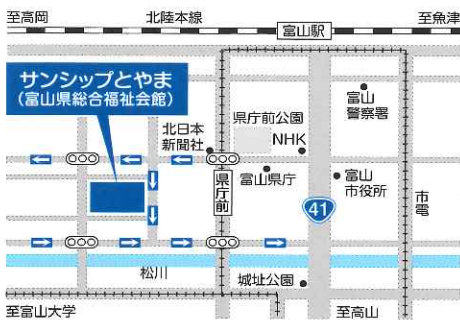 至高岡
北陸本線
富山駅
至魚津
サンシップとやま
(富山県総合福祉会館)
北日本
新聞社
県庁前公園
NHK
富山
警察署
県庁前
富山県庁
富山
市役所
市電
41
松川
城址公園
至富山大学
至高山